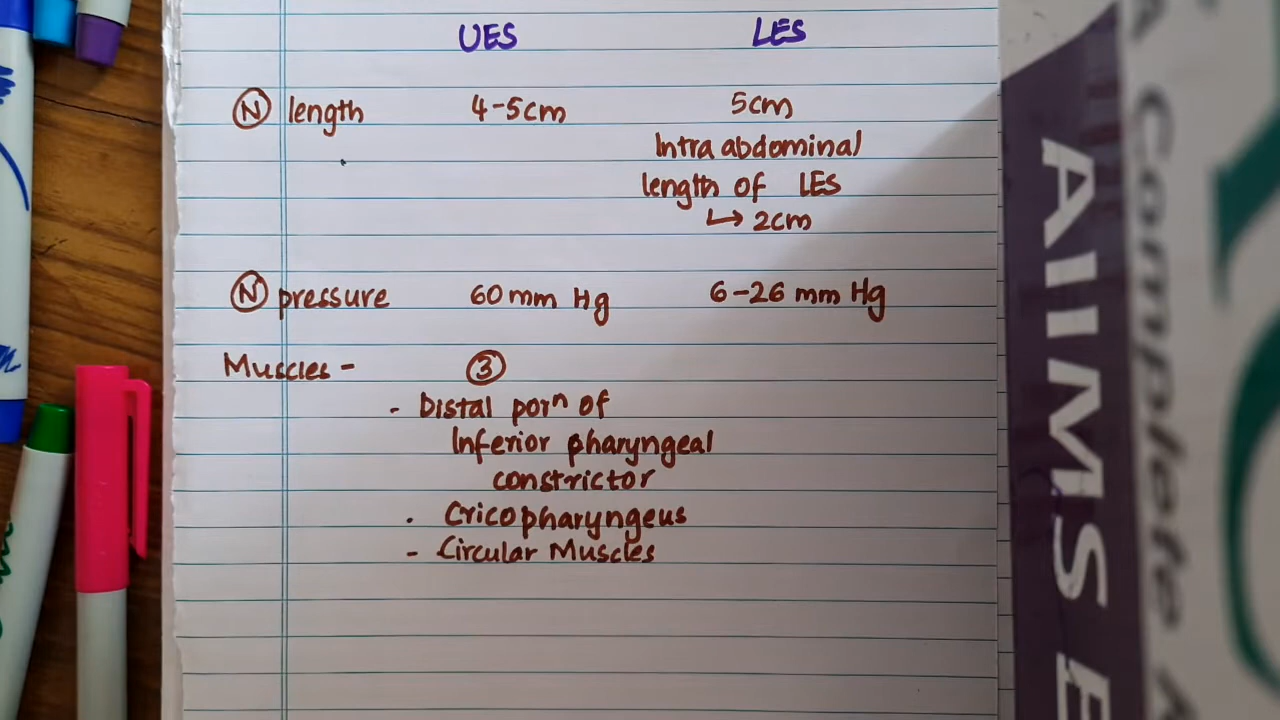 UES LES
Ⓝ length 4-5cm 5cm
Intra abdominal
length of LES
↳ 2cm
Ⓝ pressure 60 mm Hg 6-26 mm Hg
Muscles - ③
- Distal porⁿ of
Inferior pharyngeal
constrictor
. Cricopharyngeus
- Circular Muscles
AIIMS E
A Complete A